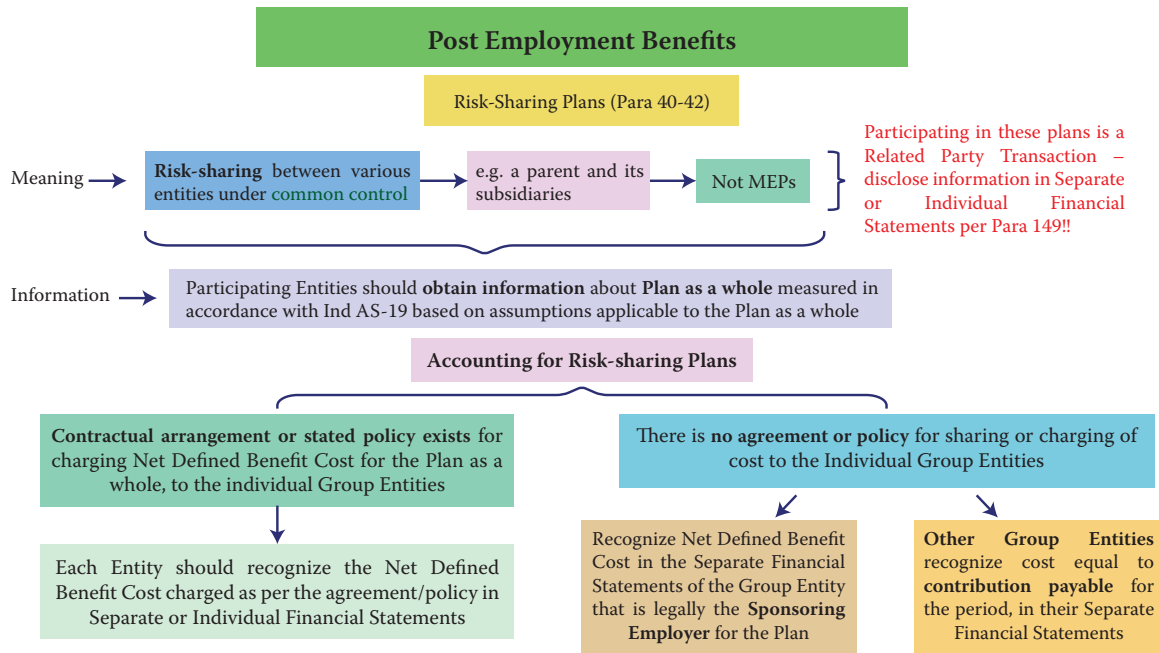 Post Employment Benefits
Risk-Sharing Plans (Para 40-42)
Meaning
Risk-sharing between various
entities under common control
e.g. a parent and its
subsidiaries
Not MEPs
Participating in these plans is a
Related Party Transaction –
disclose information in Separate
or Individual Financial
Statements per Para 149!!
Information
Participating Entities should obtain information about Plan as a whole measured in
accordance with Ind AS-19 based on assumptions applicable to the Plan as a whole
Accounting for Risk-sharing Plans
Contractual arrangement or stated policy exists for
charging Net Defined Benefit Cost for the Plan as a
whole, to the individual Group Entities
There is no agreement or policy for sharing or charging of
cost to the Individual Group Entities
Each Entity should recognize the Net Defined
Benefit Cost charged as per the agreement/policy in
Separate or Individual Financial Statements
Recognize Net Defined Benefit
Cost in the Separate Financial
Statements of the Group Entity
that is legally the Sponsoring
Employer for the Plan
Other Group Entities
recognize cost equal to
contribution payable for
the period, in their Separate
Financial Statements